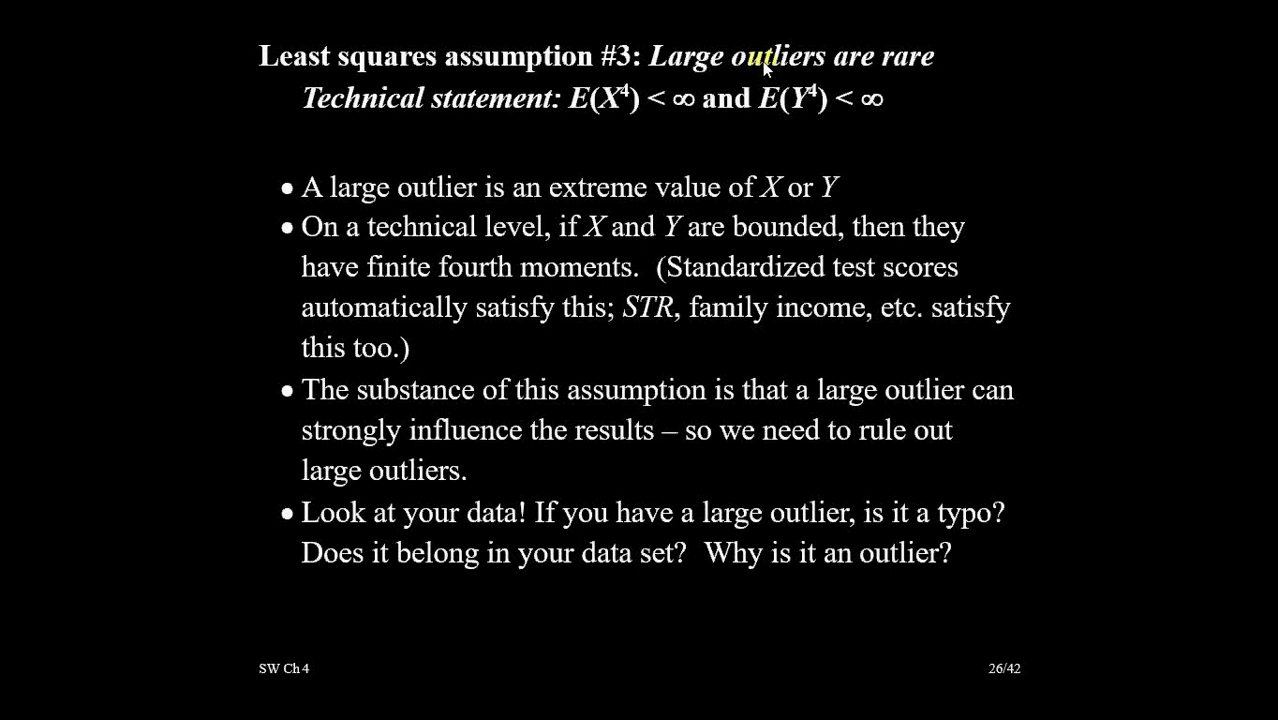 Least squares assumption #3: Large outliers are rare
Technical statement: E(X⁴) < ∞ and E(Y⁴) < ∞
• A large outlier is an extreme value of X or Y
• On a technical level, if X and Y are bounded, then they
have finite fourth moments. (Standardized test scores
automatically satisfy this; STR, family income, etc. satisfy
this too.)
• The substance of this assumption is that a large outlier can
strongly influence the results – so we need to rule out
large outliers.
• Look at your data! If you have a large outlier, is it a typo?
Does it belong in your data set? Why is it an outlier?
SW Ch 4
26/42